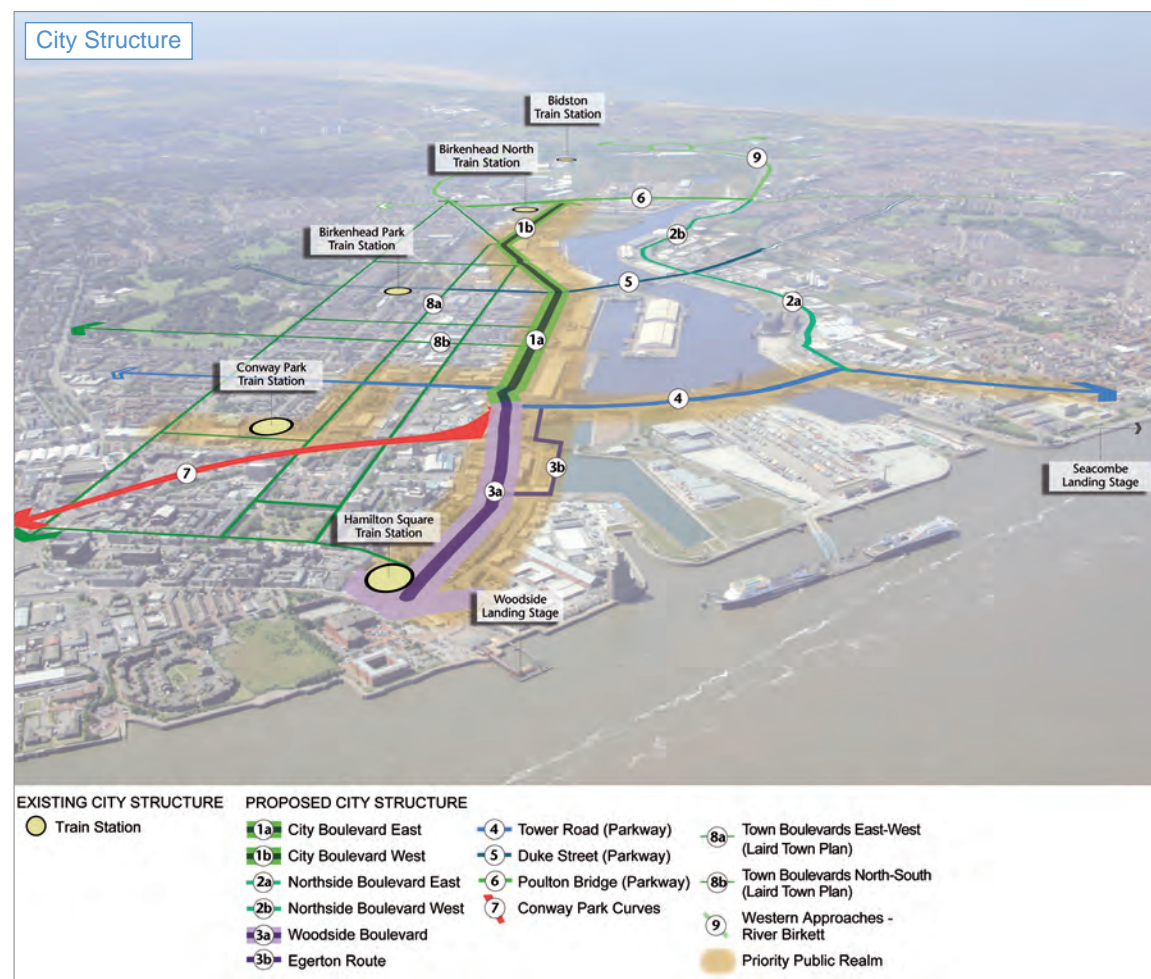 City Structure
Bidston
Train Station
Birkenhead North
Train Station
9
6
1b
Birkenhead Park
Train Station
2b
5
8a
2a
8b
1a
Conway Park
Train Station
4
7
3b
3a
Seacombe
Landing Stage
Hamilton Square
Train Station
Woodside
Landing Stage
EXISTING CITY STRUCTURE
Train Station
PROPOSED CITY STRUCTURE
1a City Boulevard East
1b City Boulevard West
2a Northside Boulevard East
2b Northside Boulevard West
3a Woodside Boulevard
3b Egerton Route
4 Tower Road (Parkway)
5 Duke Street (Parkway)
6 Poulton Bridge (Parkway)
7 Conway Park Curves
8a Town Boulevards East-West
(Laird Town Plan)
8b Town Boulevards North-South
(Laird Town Plan)
9 Western Approaches -
River Birkett
Priority Public Realm